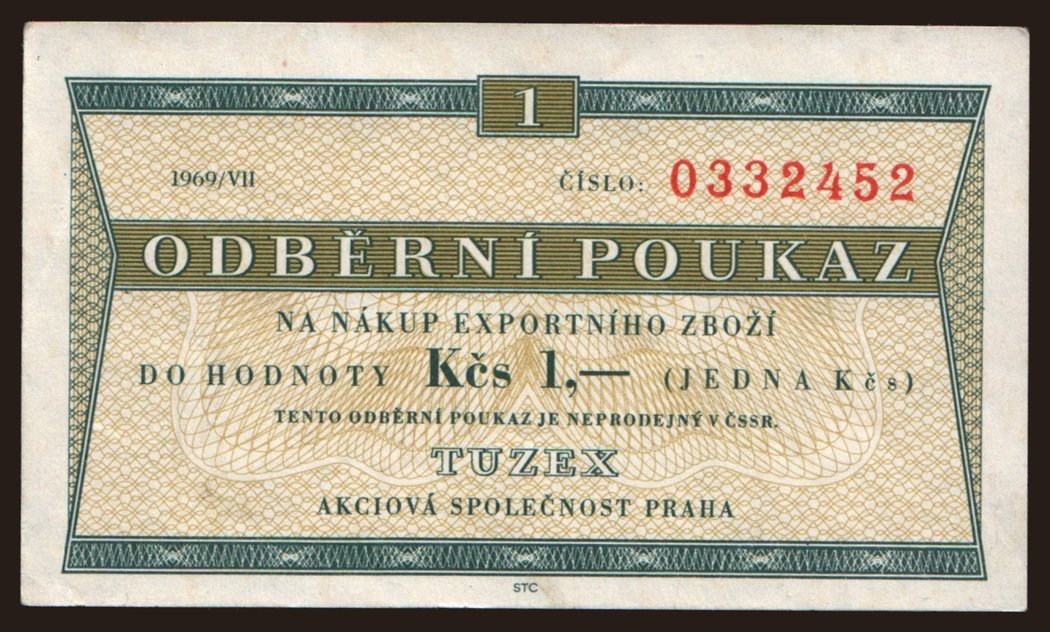 1
1969/VII
ČÍSLO: 0332452
ODBĚRNÍ POUKAZ
NA NÁKUP EXPORTNÍHO ZBOŽÍ
DO HODNOTY Kčs 1,— (JEDNA Kčs)
TENTO ODBĚRNÍ POUKAZ JE NEPRODEJNÝ V ČSSR.
TUZEX
AKCIOVÁ SPOLEČNOST PRAHA
STC